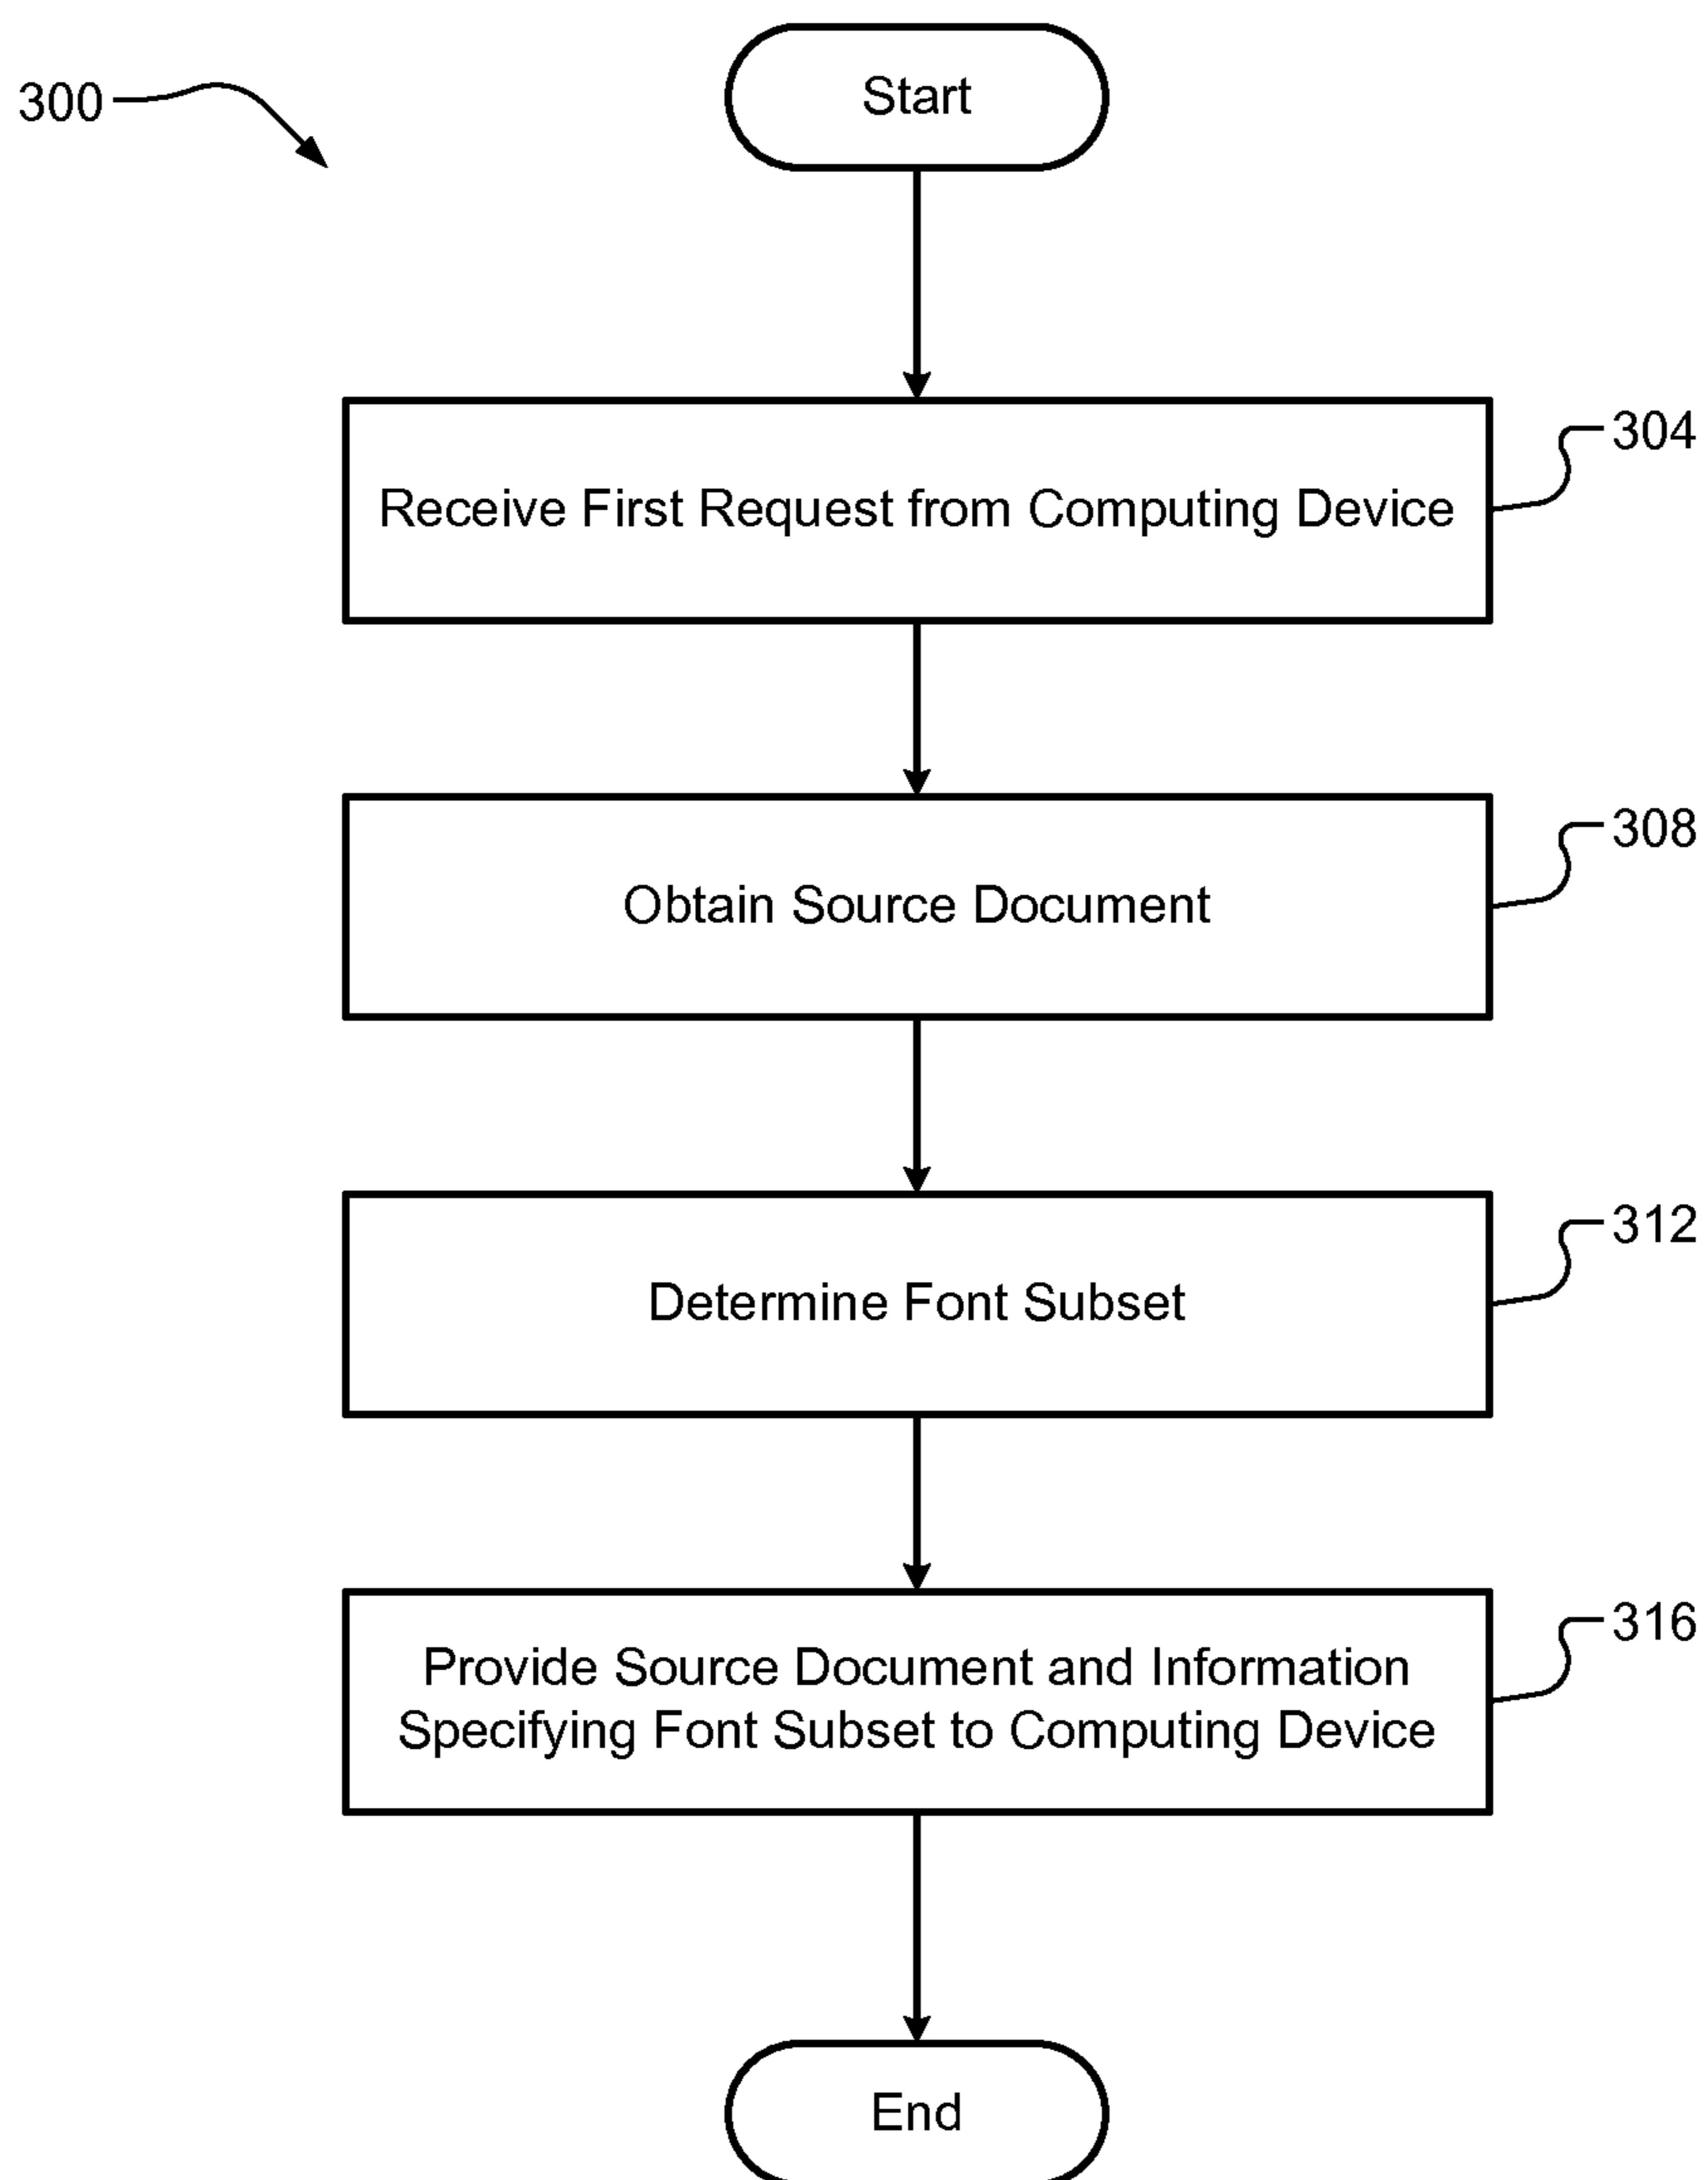 300
Start
Receive First Request from Computing Device
304
Obtain Source Document
308
Determine Font Subset
312
Provide Source Document and Information
Specifying Font Subset to Computing Device
316
End